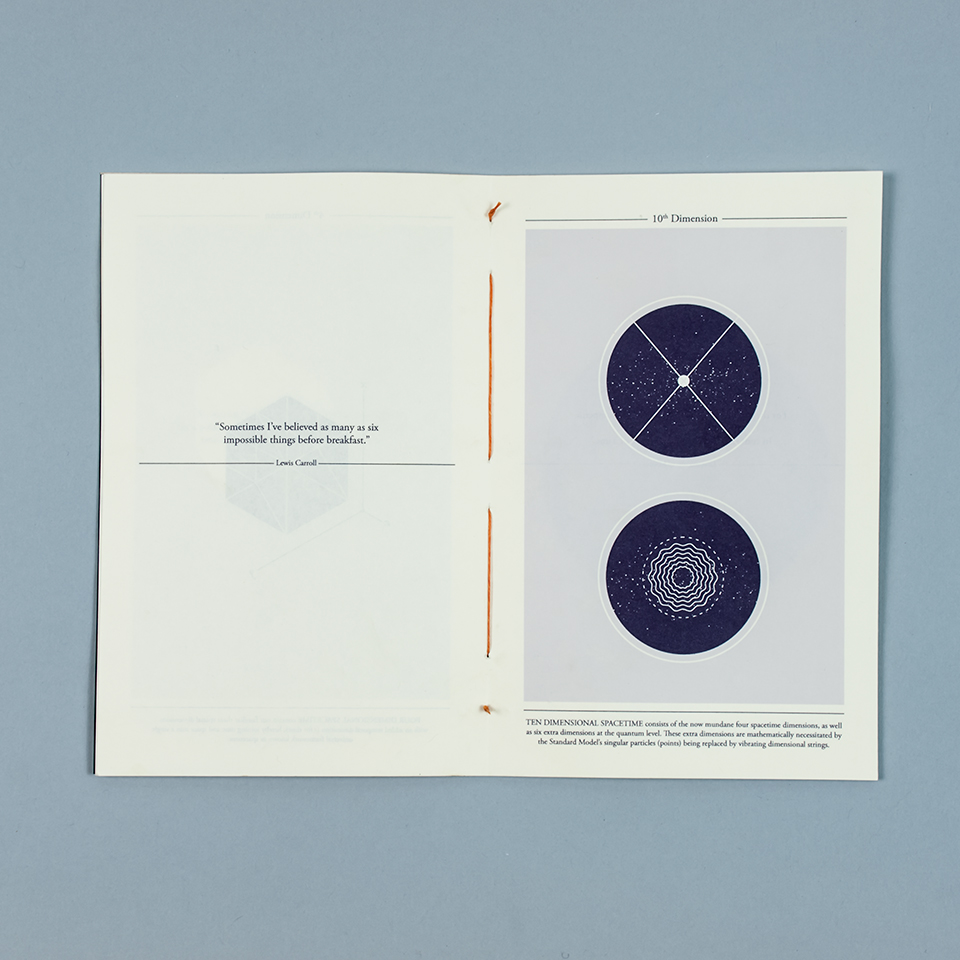 “Sometimes I’ve believed as many as six
impossible things before breakfast.”
Lewis Carroll
10th Dimension
TEN DIMENSIONAL SPACETIME consists of the now mundane four spacetime dimensions, as well
as six extra dimensions at the quantum level. These extra dimensions are mathematically necessitated by
the Standard Model’s singular particles (points) being replaced by vibrating dimensional strings.